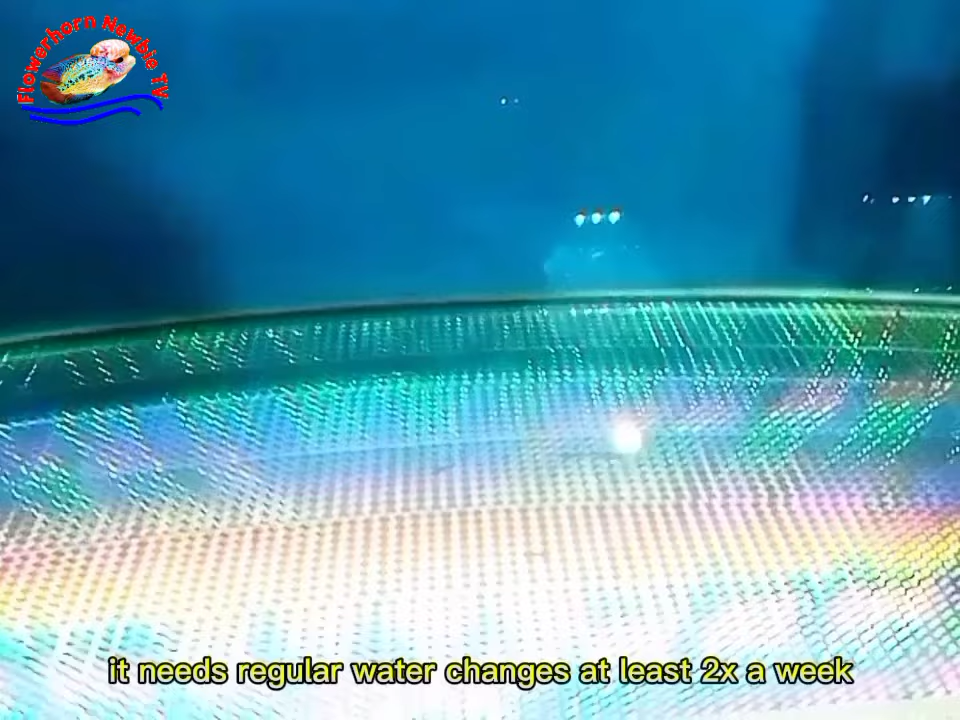 Flowerhorn Newbie TV
it needs regular water changes at least 2x a week